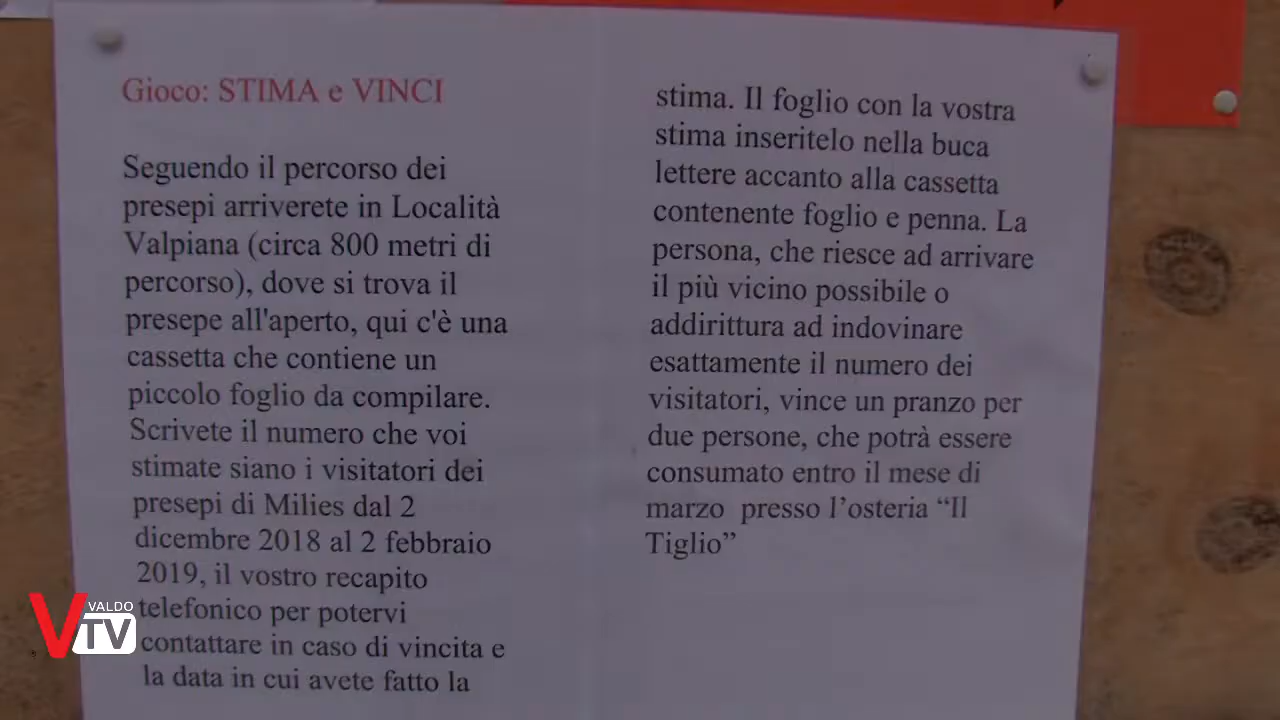 Gioco: STIMA e VINCI
Seguendo il percorso dei
presepi arriverete in Località
Valpiana (circa 800 metri di
percorso), dove si trova il
presepe all'aperto, qui c'è una
cassetta che contiene un
piccolo foglio da compilare.
Scrivete il numero che voi
stimate siano i visitatori dei
presepi di Milies dal 2
dicembre 2018 al 2 febbraio
2019, il vostro recapito
telefonico per potervi
contattare in caso di vincita e
la data in cui avete fatto la
stima. Il foglio con la vostra
stima inseritelo nella buca
lettere accanto alla cassetta
contenente foglio e penna. La
persona, che riesce ad arrivare
il più vicino possibile o
addirittura ad indovinare
esattamente il numero dei
visitatori, vince un pranzo per
due persone, che potrà essere
consumato entro il mese di
marzo  presso l’osteria “Il
Tiglio”
VALDO
VTV